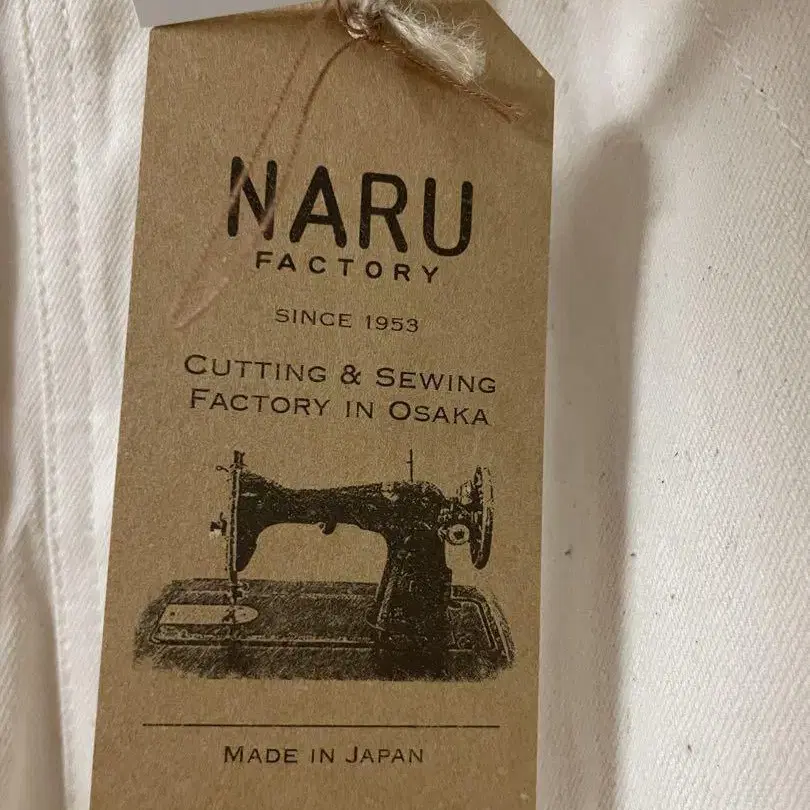 NARU
FACTORY
SINCE 1953
CUTTING & SEWING
FACTORY IN OSAKA
MADE IN JAPAN